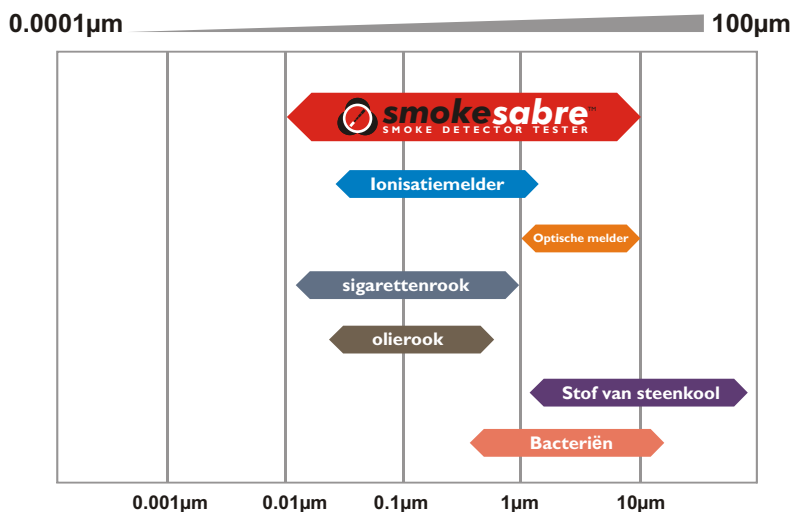 0.0001µm 100µm
smokesabre™
SMOKE DETECTOR TESTER
Ionisatiemelder
Optische melder
sigarettenrook
olierook
Stof van steenkool
Bacteriën
0.001µm 0.01µm 0.1µm 1µm 10µm